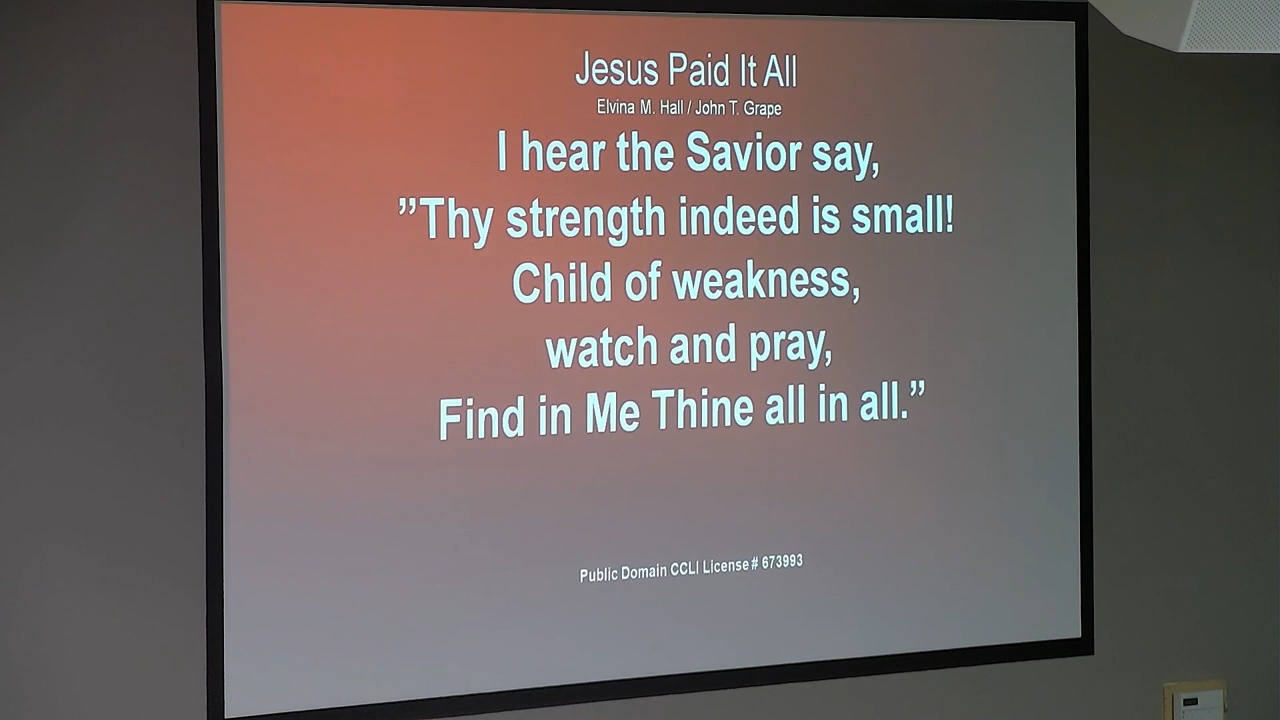 Jesus Paid It All
Elvina M. Hall / John T. Grape
I hear the Savior say,
”Thy strength indeed is small!
Child of weakness,
watch and pray,
Find in Me Thine all in all.”
Public Domain CCLI License # 673993